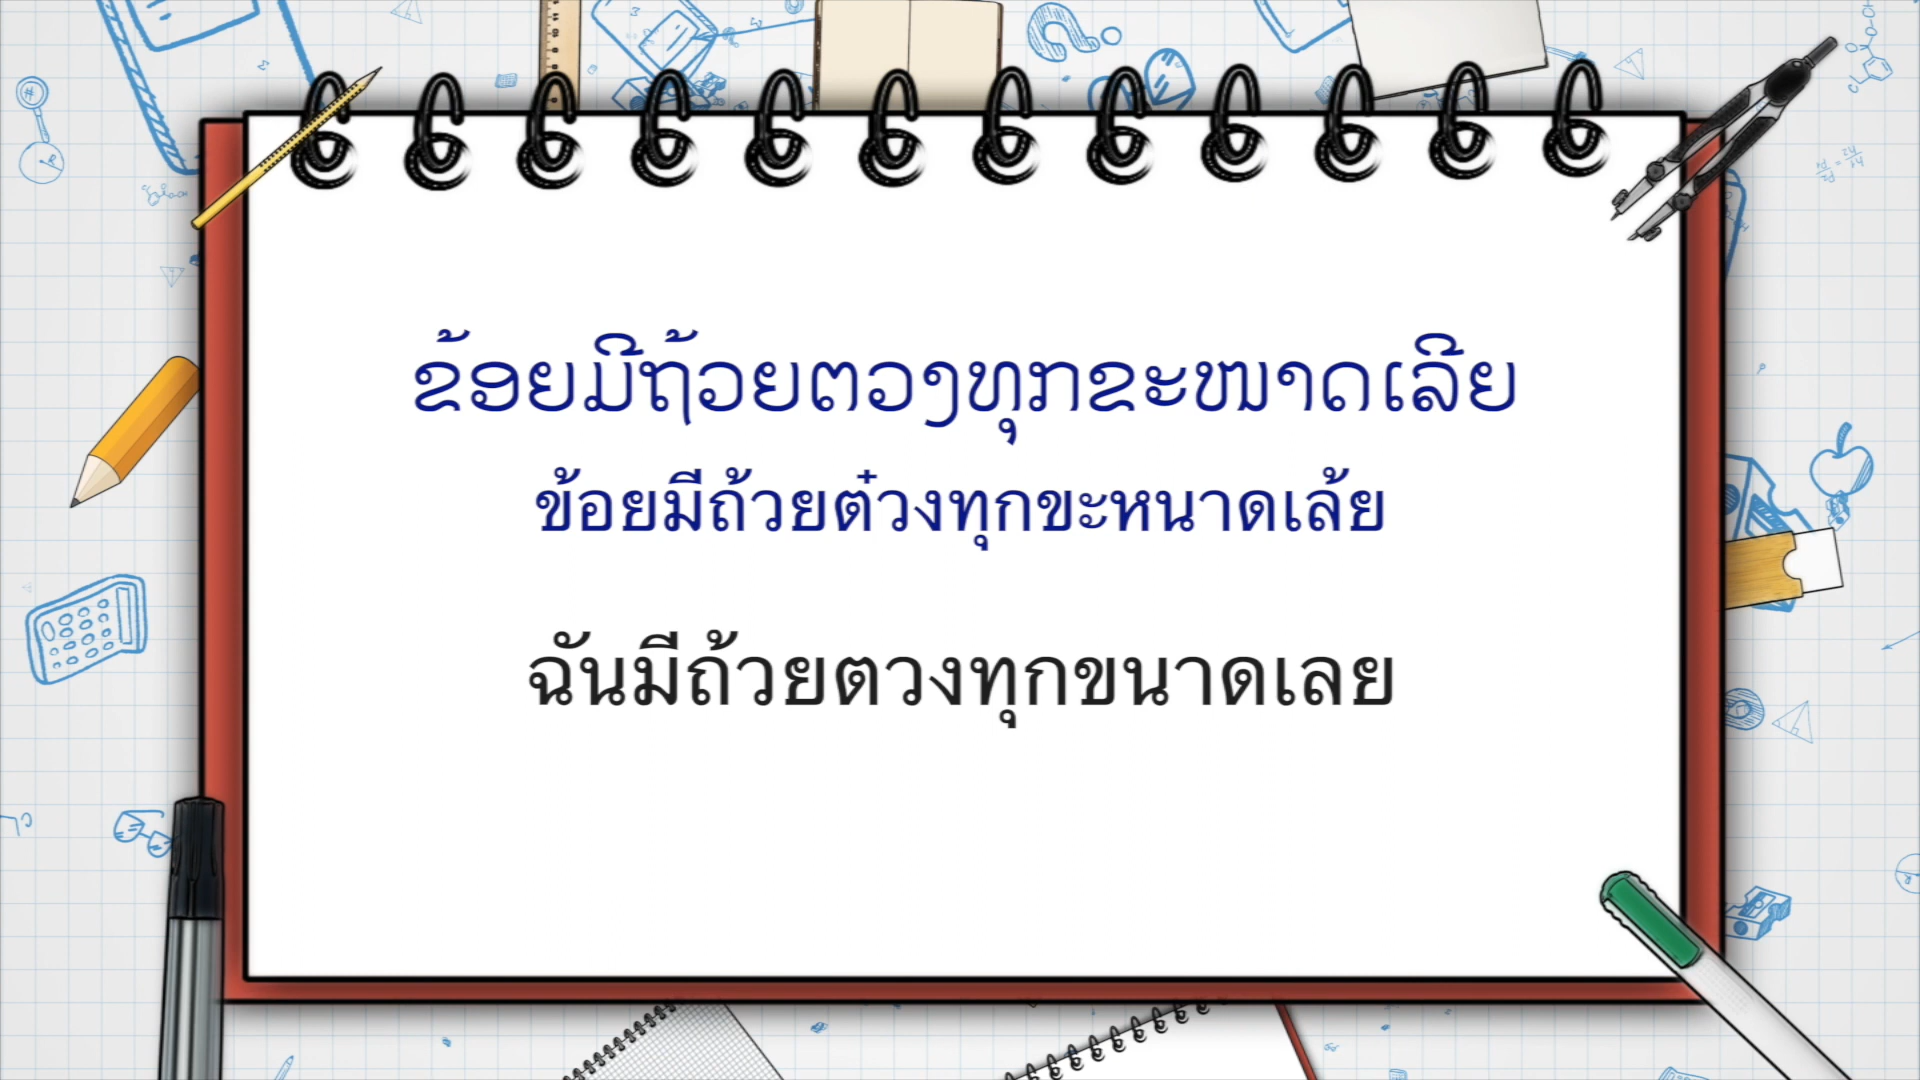 ຂ້ອຍມີຖ້ວຍຕວງທຸກຂະໜາດເລີຍ
ข้อยมีถ้วยต๋วงทุกขะหนาดเล้ย
ฉันมีถ้วยตวงทุกขนาดเลย